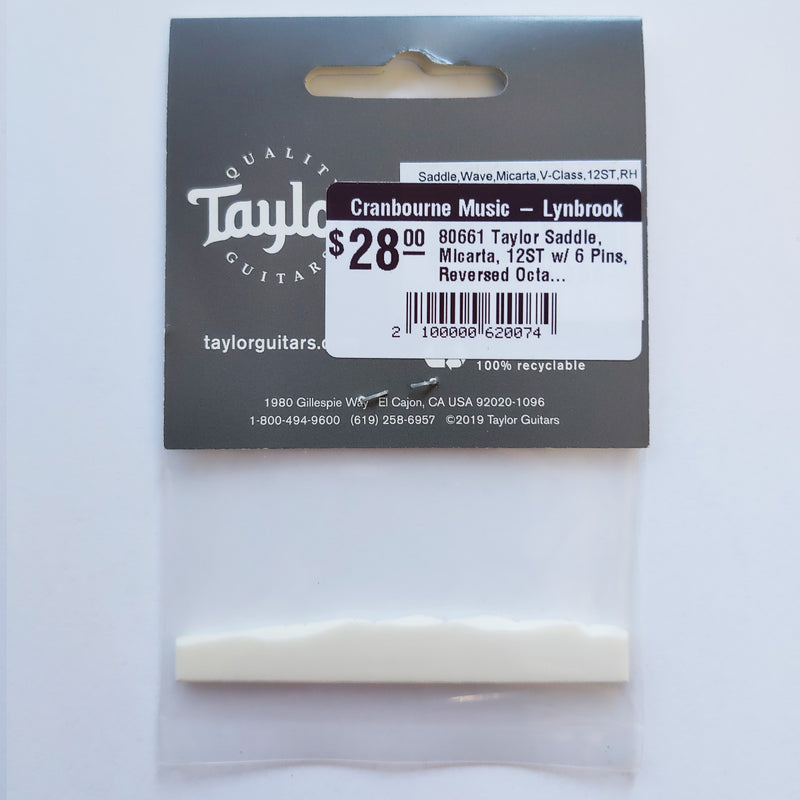 QUALIT
Taylo
GUITARS
Saddle,Wave,Micarta,V-Class,12ST,RH
Cranbourne Music – Lynbrook
$28.00
80661 Taylor Saddle,
MIcarta, 12ST w/ 6 Pins,
Reversed Octa...
2 100000 620074
taylorguitars.c
100% recyclable
1980 Gillespie Way El Cajon, CA USA 92020-1096
1-800-494-9600 (619) 258-6957 ©2019 Taylor Guitars